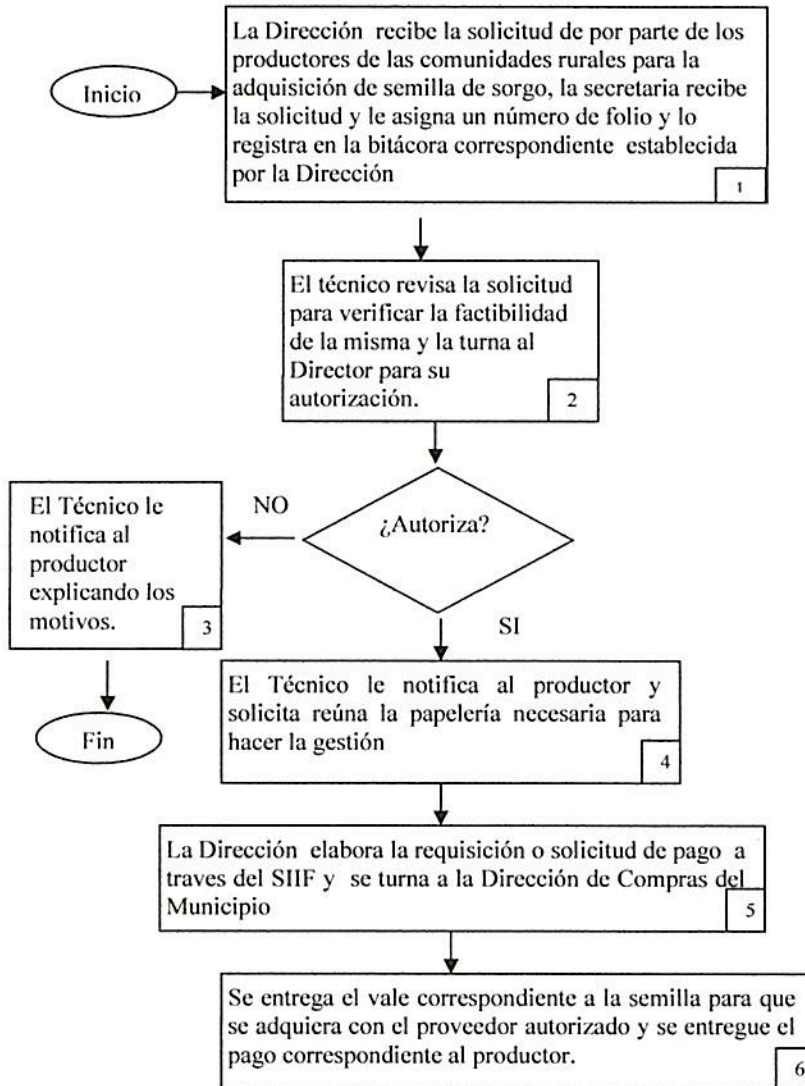 Inicio
La Dirección recibe la solicitud de por parte de los
productores de las comunidades rurales para la
adquisición de semilla de sorgo, la secretaria recibe
la solicitud y le asigna un número de folio y lo
registra en la bitácora correspondiente establecida
por la Dirección
1
El técnico revisa la solicitud
para verificar la factibilidad
de la misma y la turna al
Director para su
autorización.
2
¿Autoriza?
NO
El Técnico le
notifica al
productor
explicando los
motivos.
3
Fin
SI
El Técnico le notifica al productor y
solicita reúna la papelería necesaria para
hacer la gestión
4
La Dirección elabora la requisición o solicitud de pago a
traves del SIIF y se turna a la Dirección de Compras del
Municipio
5
Se entrega el vale correspondiente a la semilla para que
se adquiera con el proveedor autorizado y se entregue el
pago correspondiente al productor.
6